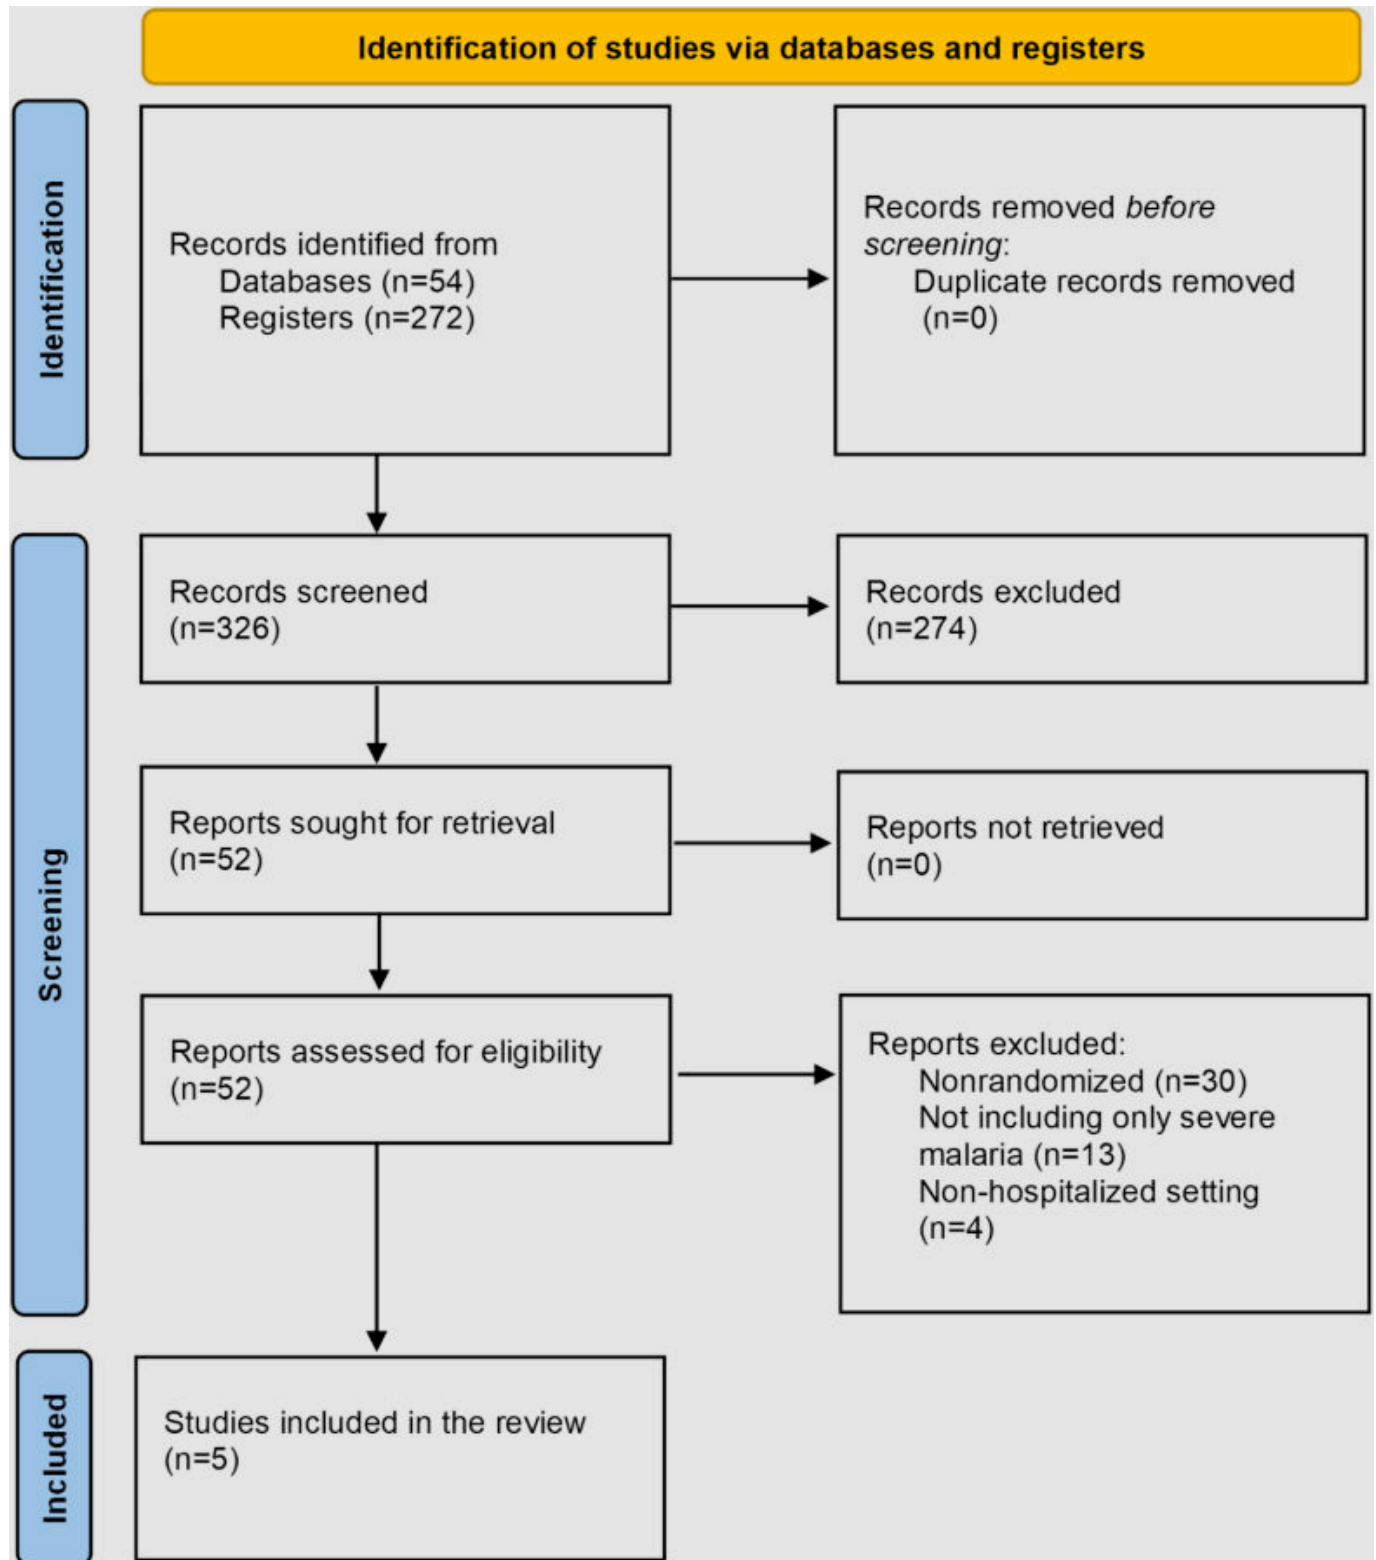 Identification of studies via databases and registers
Identification
Records identified from
Databases (n=54)
Registers (n=272)
Records removed before
screening:
Duplicate records removed
(n=0)
Screening
Records screened
(n=326)
Records excluded
(n=274)
Reports sought for retrieval
(n=52)
Reports not retrieved
(n=0)
Reports assessed for eligibility
(n=52)
Reports excluded:
Nonrandomized (n=30)
Not including only severe
malaria (n=13)
Non-hospitalized setting
(n=4)
Included
Studies included in the review
(n=5)